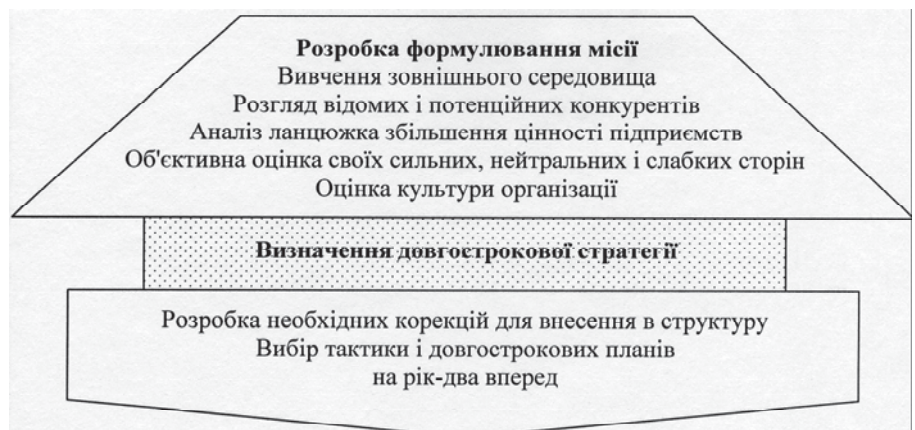 Розробка формулювання місії
Вивчення зовнішнього середовища
Розгляд відомих і потенційних конкурентів
Аналіз ланцюжка збільшення цінності підприємств
Об'єктивна оцінка своїх сильних, нейтральних і слабких сторін
Оцінка культури організації
Визначення довгострокової стратегії
Розробка необхідних корекцій для внесення в структуру
Вибір тактики і довгострокових планів
на рік-два вперед